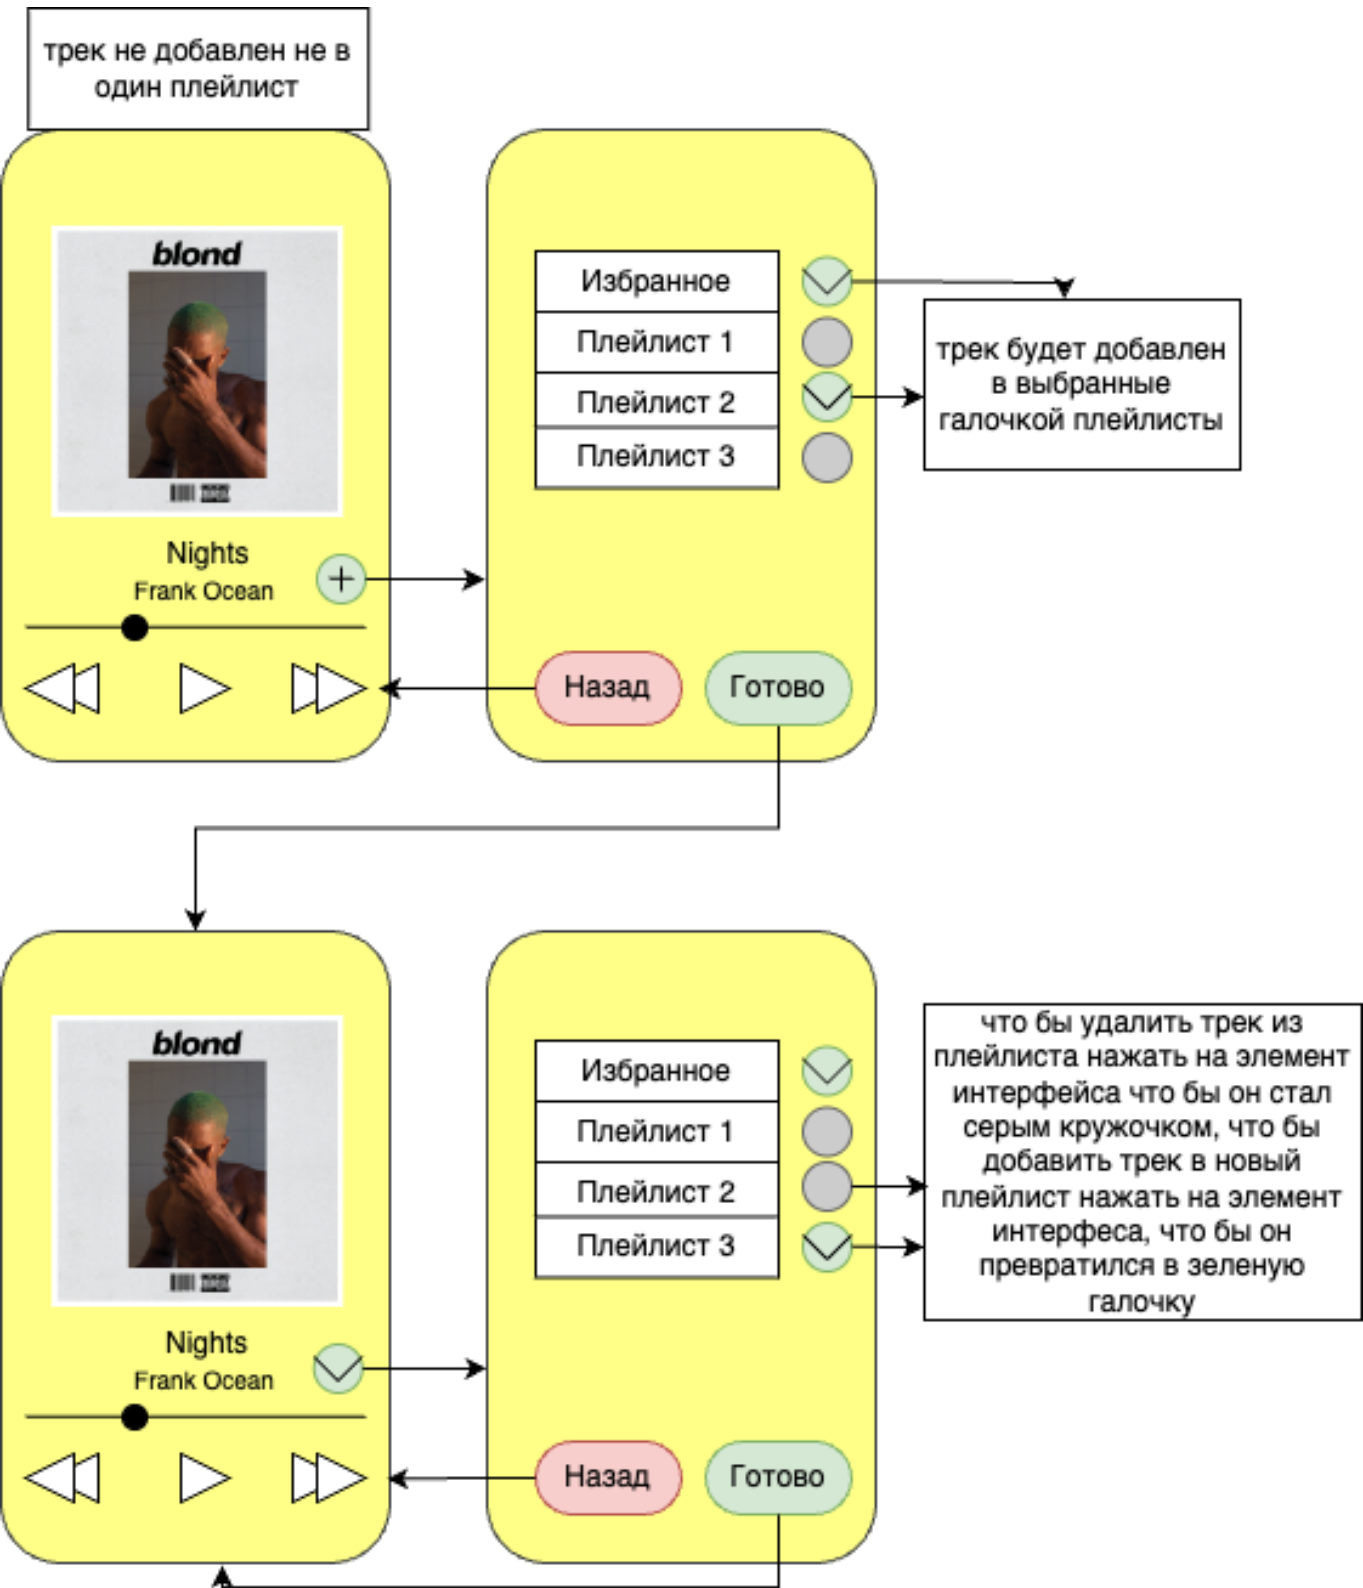 трек не добавлен не в
один плейлист
blond
Nights
Frank Ocean
Избранное
Плейлист 1
Плейлист 2
Плейлист 3
Назад
Готово
трек будет добавлен
в выбранные
галочкой плейлисты
blond
Nights
Frank Ocean
Избранное
Плейлист 1
Плейлист 2
Плейлист 3
Назад
Готово
что бы удалить трек из
плейлиста нажать на элемент
интерфейса что бы он стал
серым кружочком, что бы
добавить трек в новый
плейлист нажать на элемент
интерфеса, что бы он
превратился в зеленую
галочку